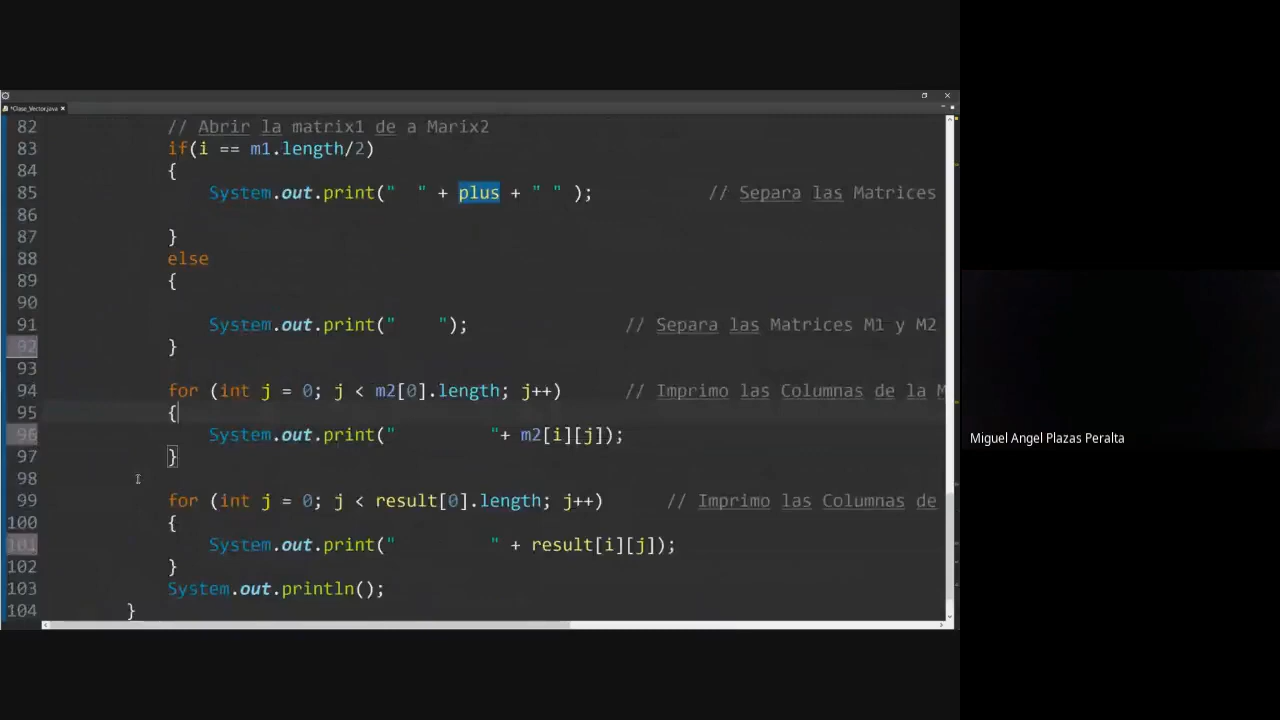 *Clase_Vector.java
82 // Abrir la matrix1 de a Marix2
83 if(i == m1.length/2)
84 {
85 System.out.print("  " + plus + " " ); // Separa las Matrices
86
87 }
88 else
89 {
90
91 System.out.print("    "); // Separa las Matrices M1 y M2
92 }
93
94 for (int j = 0; j < m2[0].length; j++) // Imprimo las Columnas de la M
95 {
96 System.out.print("         "+ m2[i][j]);
97 }
98
99 for (int j = 0; j < result[0].length; j++) // Imprimo las Columnas de
100 {
101 System.out.print("         " + result[i][j]);
102 }
103 System.out.println();
104 }
Miguel Angel Plazas Peralta